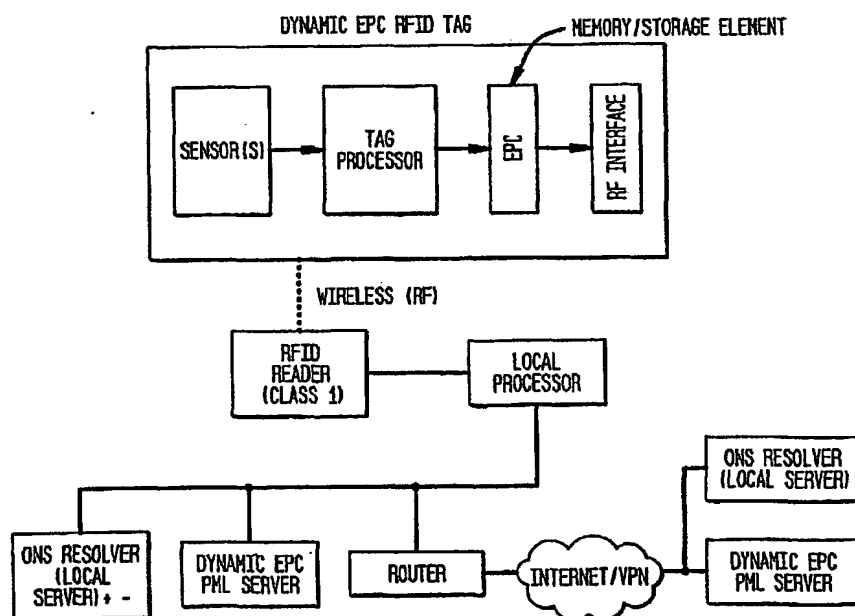 DYNAMIC EPC RFID TAG
MEMORY/STORAGE ELEMENT
SENSOR(S)
TAG
PROCESSOR
EPC
RF INTERFACE
WIRELESS (RF)
RFID
READER
(CLASS 1)
LOCAL
PROCESSOR
ONS RESOLVER
(LOCAL SERVER)
ONS RESOLVER
(LOCAL
SERVER)+ -
DYNAMIC EPC
PML SERVER
ROUTER
INTERNET/VPN
DYNAMIC EPC
PML SERVER